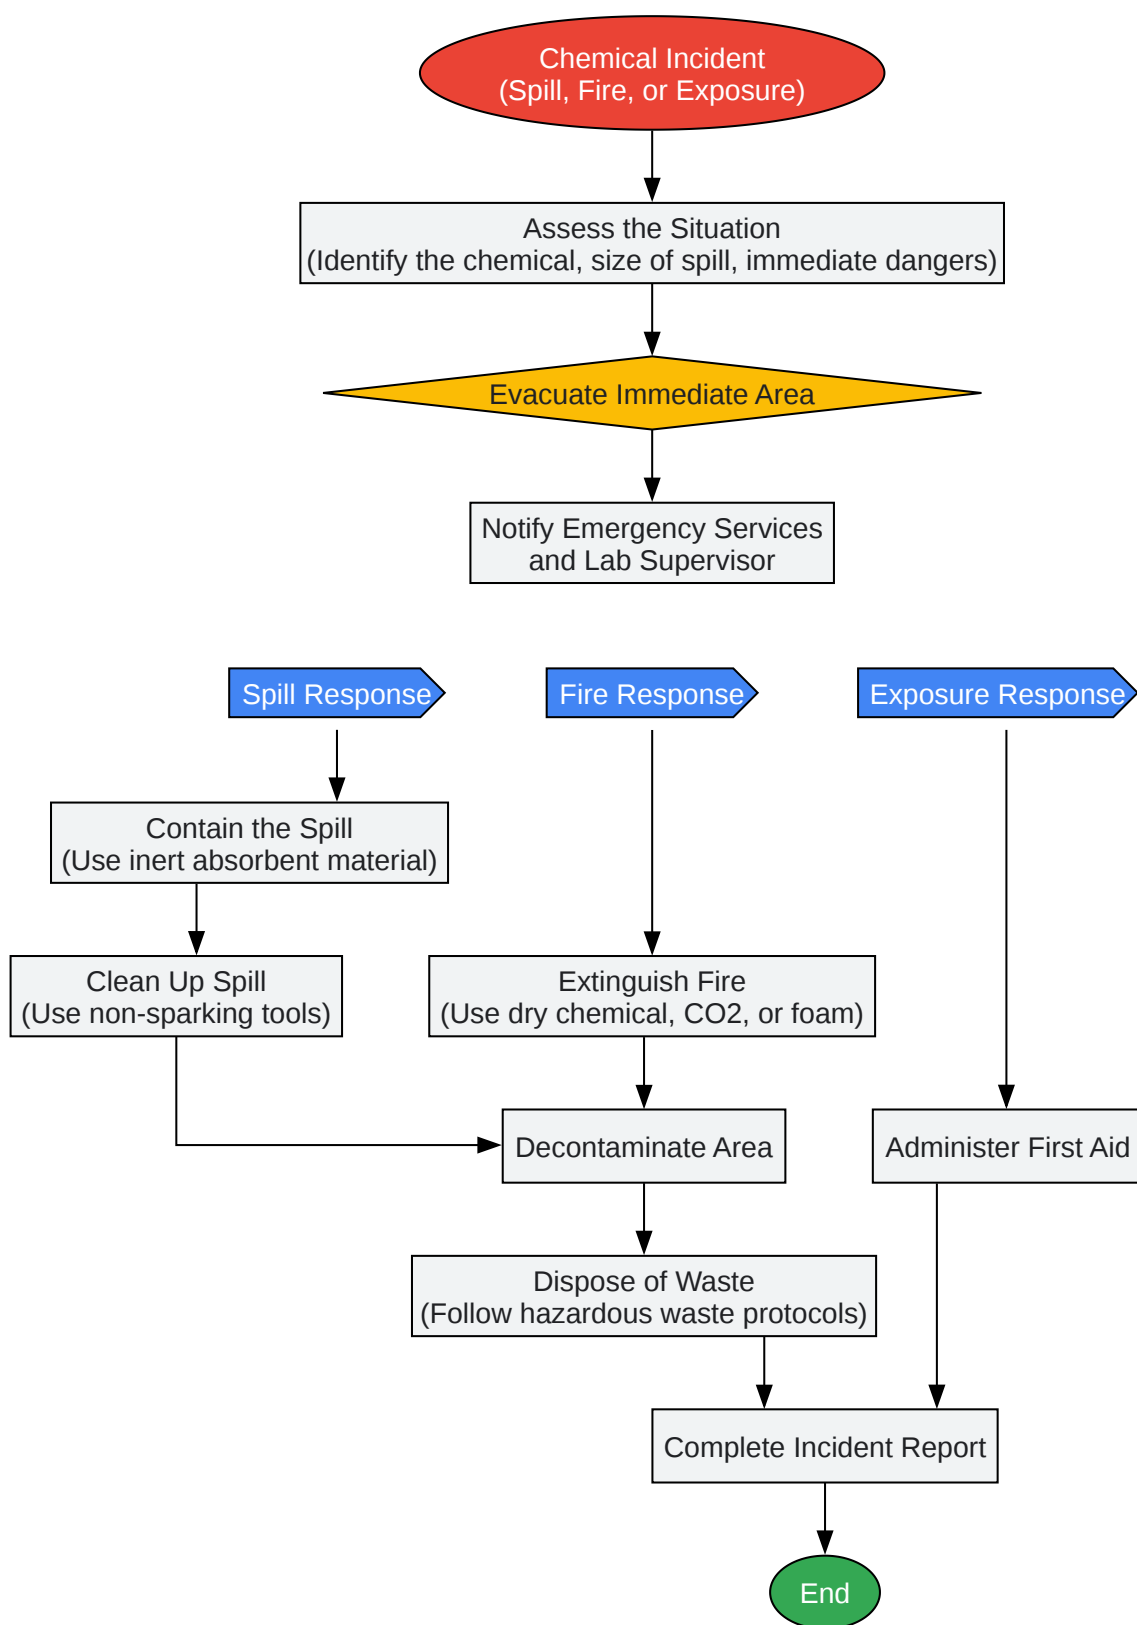 Chemical Incident
(Spill, Fire, or Exposure)
Assess the Situation
(Identify the chemical, size of spill, immediate dangers)
Evacuate Immediate Area
Notify Emergency Services
and Lab Supervisor
Spill Response
Fire Response
Exposure Response
Contain the Spill
(Use inert absorbent material)
Clean Up Spill
(Use non-sparking tools)
Extinguish Fire
(Use dry chemical, CO2, or foam)
Decontaminate Area
Administer First Aid
Dispose of Waste
(Follow hazardous waste protocols)
Complete Incident Report
End